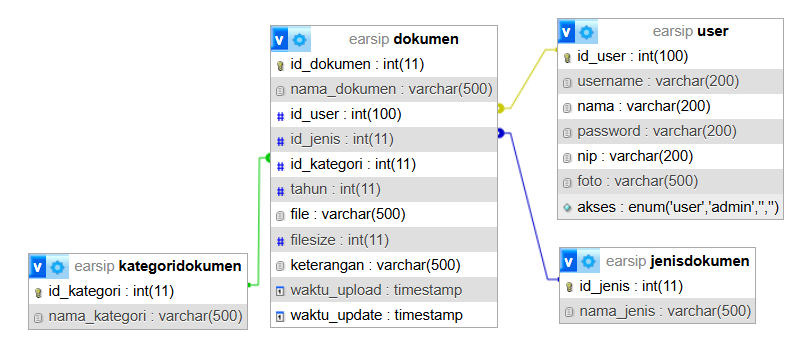 earsip dokumen
id_dokumen : int(11)
nama_dokumen : varchar(500)
id_user : int(100)
id_jenis : int(11)
id_kategori : int(11)
tahun : int(11)
file : varchar(500)
filesize : int(11)
keterangan : varchar(500)
waktu_upload : timestamp
waktu_update : timestamp
earsip user
id_user : int(100)
username : varchar(200)
nama : varchar(200)
password : varchar(200)
nip : varchar(200)
foto : varchar(500)
akses : enum('user','admin','','')
earsip kategoridokumen
id_kategori : int(11)
nama_kategori : varchar(500)
earsip jenisdokumen
id_jenis : int(11)
nama_jenis : varchar(500)